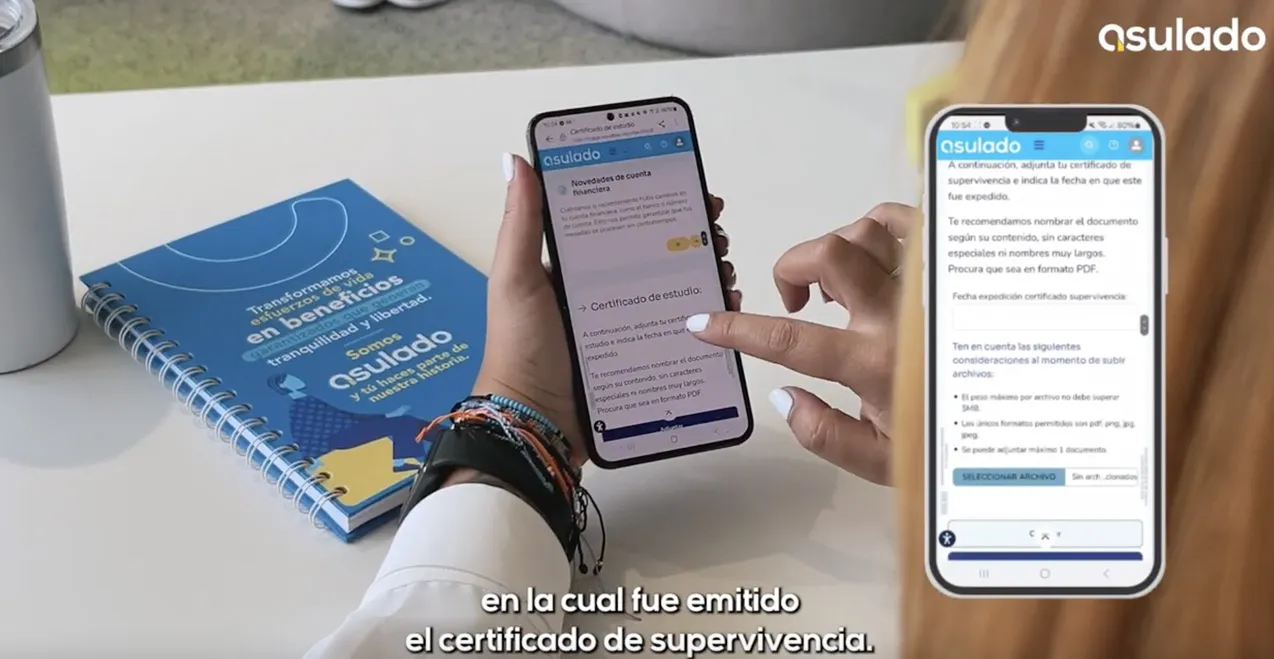 asulado
Transformamos
esfuerzos de vida
en beneficios
garantizados que generan
tranquilidad y libertad.
Somos
asulado
y tú haces parte de
nuestra historia.
Certificado de estudio
asulado
Novedades de cuenta
financiera
→ Certificado de estudio:
A continuación, adjunta tu
estudio e indica la fecha en que
expedido.
Te recomendamos nombrar el documento
según su contenido, sin caracteres
especiales ni nombres muy largos.
Procura que sea en formato PDF.
10:54
80%
asulado
A continuación, adjunta tu certificado de
supervivencia e indica la fecha en que este
fue expedido.
Te recomendamos nombrar el documento
según su contenido, sin caracteres
especiales ni nombres muy largos.
Procura que sea en formato PDF.
Fecha expedición certificado supervivencia:
Ten en cuenta las siguientes
consideraciones al momento de subir
archivos:
• El peso máximo por archivo no debe superar
5MB.
• Los únicos formatos permitidos son pdf, png, jpg,
jpeg.
• Se puede adjuntar máximo 1 documento.
SELECCIONAR ARCHIVO Sin arch...cionados
en la cual fue emitido
el certificado de supervivencia.